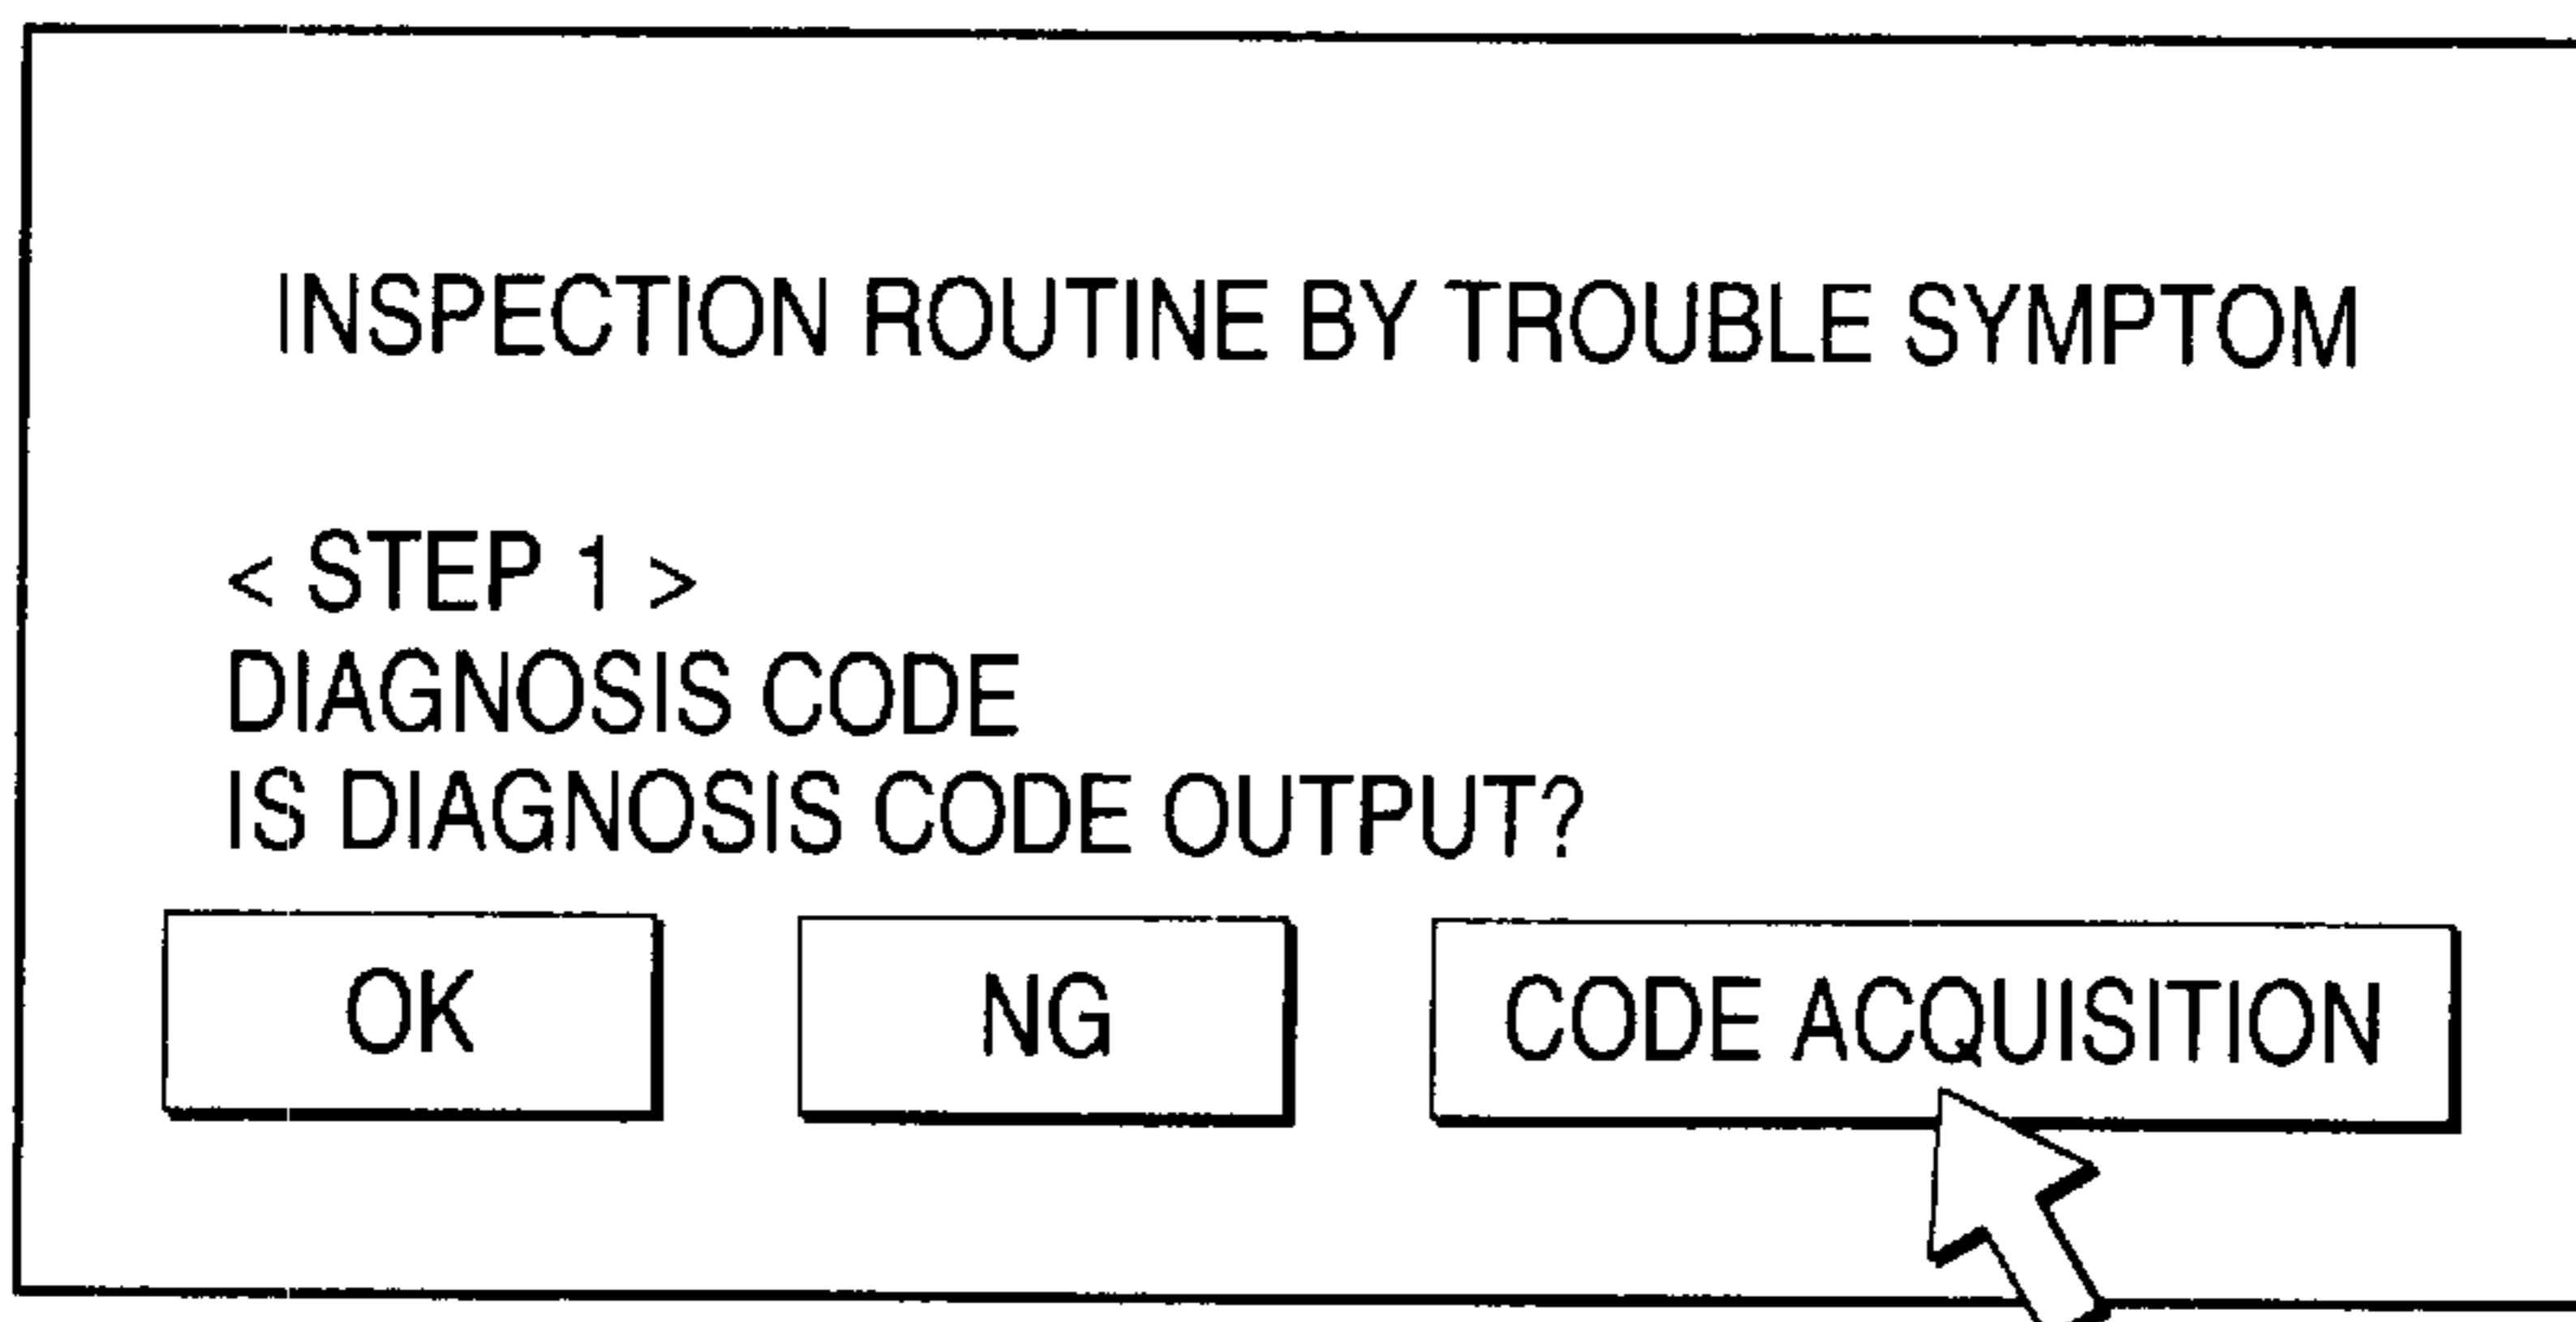 INSPECTION ROUTINE BY TROUBLE SYMPTOM
< STEP 1 >
DIAGNOSIS CODE
IS DIAGNOSIS CODE OUTPUT?
OK NG CODE ACQUISITION